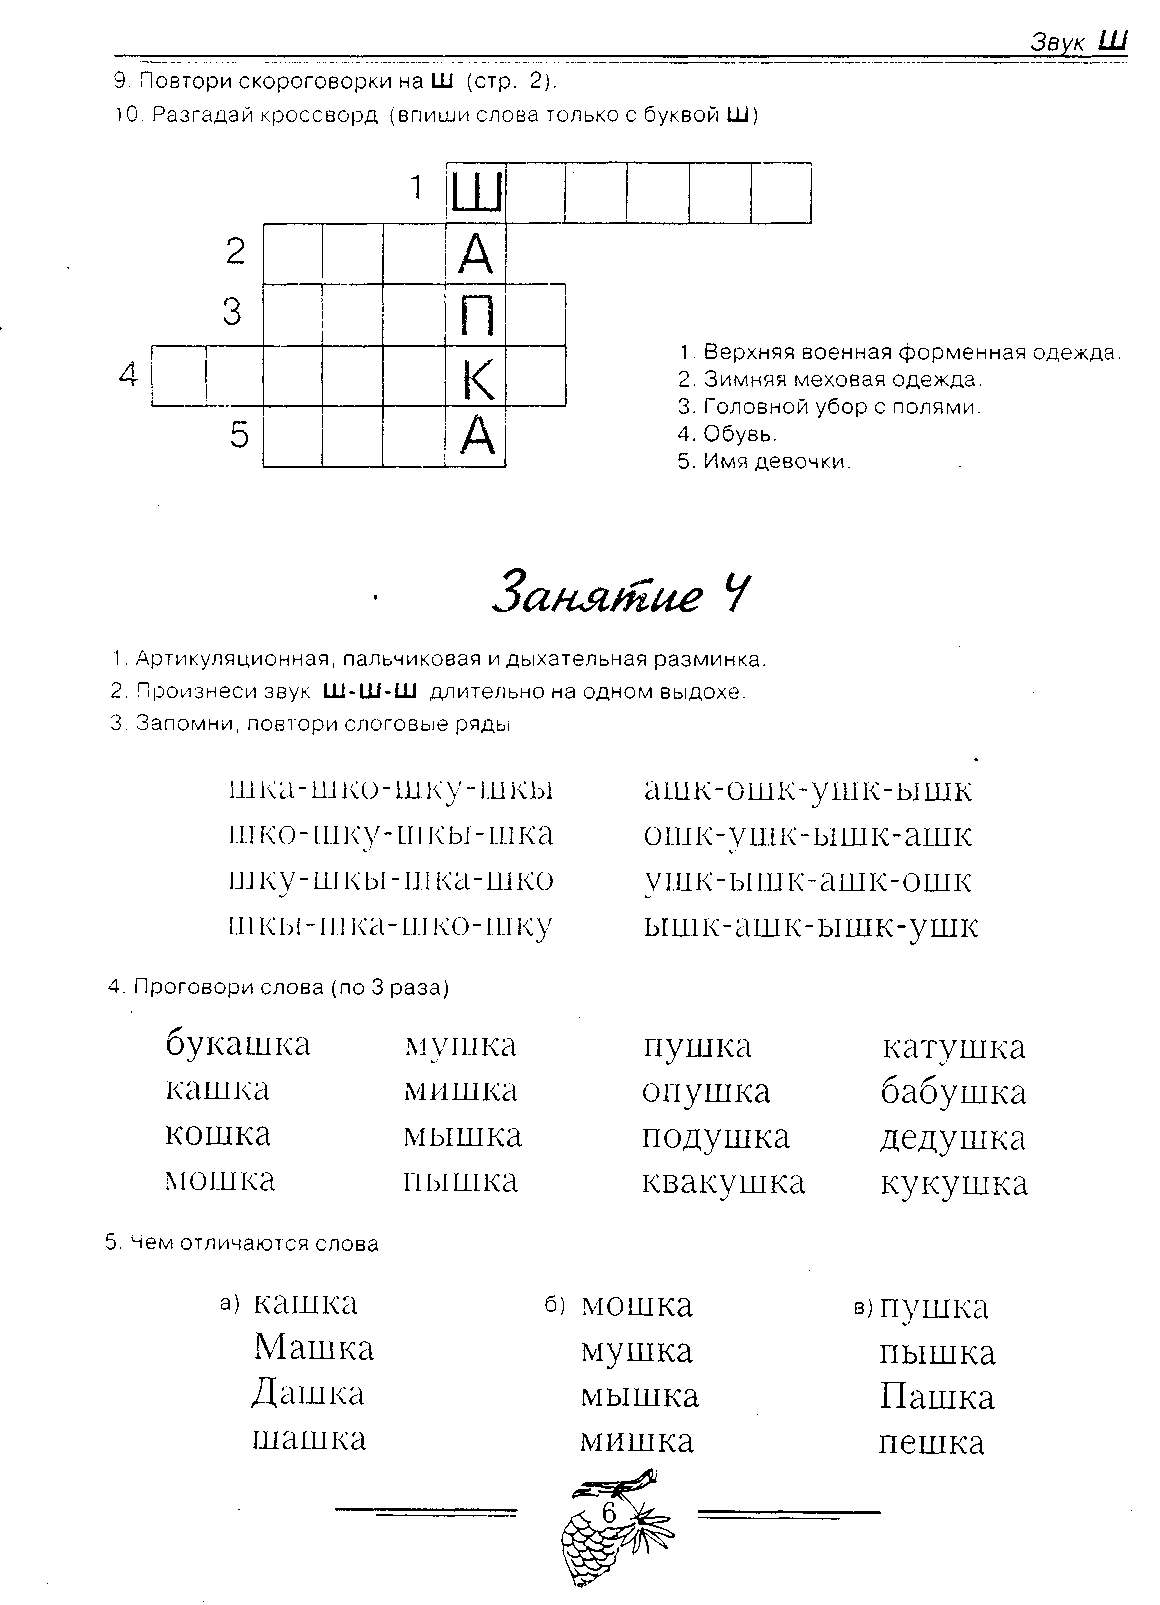 Звук Ш
9. Повтори скороговорки на Ш (стр. 2).
10. Разгадай кроссворд (впиши слова только с буквой Ш)
1 Ш
2 А
3 П
4 К
5 А
1. Верхняя военная форменная одежда.
2. Зимняя меховая одежда.
3. Головной убор с полями.
4. Обувь.
5. Имя девочки.
Занятие 4
1. Артикуляционная, пальчиковая и дыхательная разминка.
2. Произнеси звук Ш-Ш-Ш длительно на одном выдохе.
3. Запомни, повтори слоговые ряды
шка-шко-шку-шкы ашк-ошк-ушк-ышк
шко-шку-шкы-шка ошк-ушк-ышк-ашк
шку-шкы-шка-шко ушк-ышк-ашк-ошк
шкы-шка-шко-шку ышк-ашк-ышк-ушк
4. Проговори слова (по 3 раза)
букашка мушка пушка катушка
кашка мишка опушка бабушка
кошка мышка подушка дедушка
мошка пышка квакушка кукушка
5. Чем отличаются слова
а) кашка б) мошка в) пушка
Машка мушка пышка
Дашка мышка Пашка
шашка мишка пешка
6